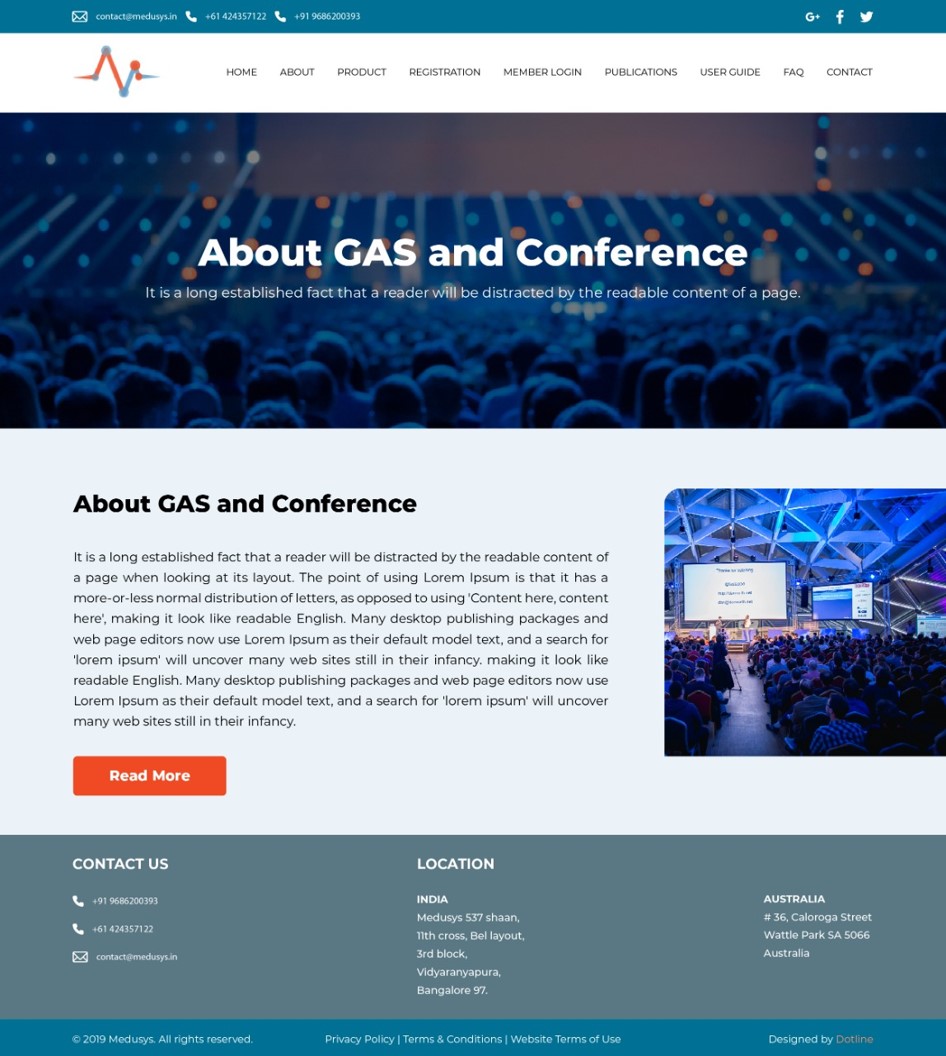 contact@medusys.in +61 424357122 +91 9686200393
HOME ABOUT PRODUCT REGISTRATION MEMBER LOGIN PUBLICATIONS USER GUIDE FAQ CONTACT
About GAS and Conference
It is a long established fact that a reader will be distracted by the readable content of a page.
About GAS and Conference
It is a long established fact that a reader will be distracted by the readable content of
a page when looking at its layout. The point of using Lorem Ipsum is that it has a
more-or-less normal distribution of letters, as opposed to using 'Content here, content
here', making it look like readable English. Many desktop publishing packages and
web page editors now use Lorem Ipsum as their default model text, and a search for
'lorem ipsum' will uncover many web sites still in their infancy. making it look like
readable English. Many desktop publishing packages and web page editors now use
Lorem Ipsum as their default model text, and a search for 'lorem ipsum' will uncover
many web sites still in their infancy.
Read More
CONTACT US
+91 9686200393
+61 424357122
contact@medusys.in
LOCATION
INDIA
Medusys 537 shaan,
11th cross, Bel layout,
3rd block,
Vidyaranyapura,
Bangalore 97.
AUSTRALIA
# 36, Caloroga Street
Wattle Park SA 5066
Australia
© 2019 Medusys. All rights reserved. Privacy Policy | Terms & Conditions | Website Terms of Use Designed by Dotline